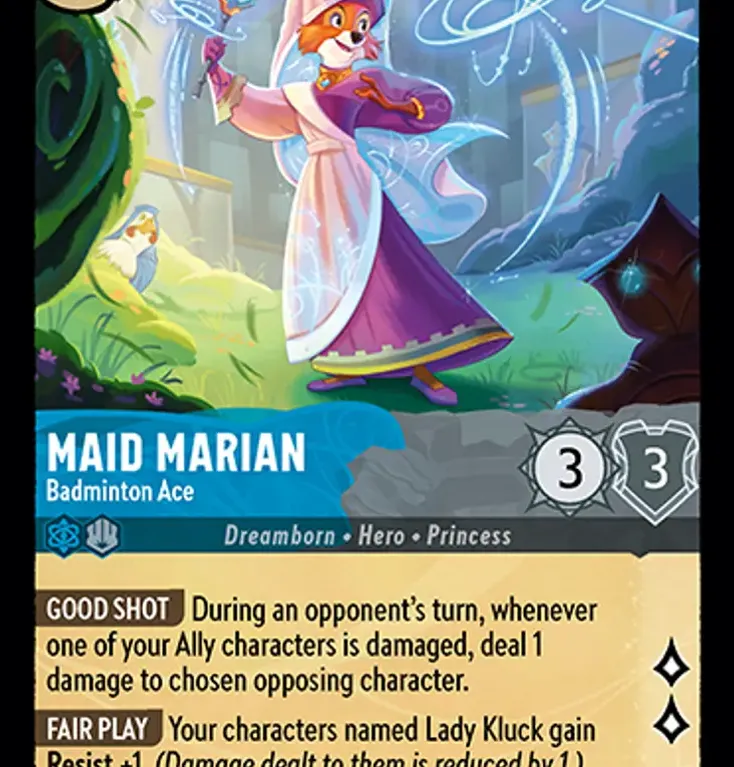 MAID MARIAN
Badminton Ace
3
3
Dreamborn • Hero • Princess
GOOD SHOT During an opponent's turn, whenever
one of your Ally characters is damaged, deal 1
damage to chosen opposing character.
FAIR PLAY Your characters named Lady Kluck gain
Resist +1. (Damage dealt to them is reduced by 1.)